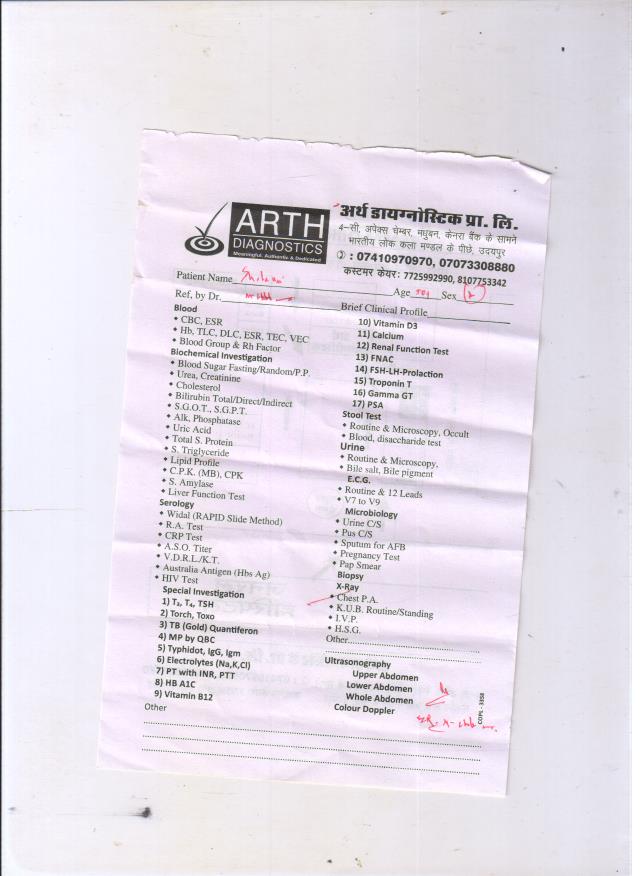 ARTH
DIAGNOSTICS
Meaningful, Authentic & Dedicated
अर्थ डायग्नोस्टिक प्रा. लि.
4–सी, अपेक्स चेम्बर, मधुबन, केनरा बैंक के सामने
भारतीय लोक कला मण्डल के पीछे, उदयपुर
: 07410970970, 07073308880
कस्टमर केयर: 7725992990, 8107753342
Patient Name Age Sex
Ref, by Dr. Brief Clinical Profile
Blood
CBC, ESR
Hb, TLC, DLC, ESR, TEC, VEC
Blood Group & Rh Factor
Biochemical Investigation
Blood Sugar Fasting/Random/P.P.
Urea, Creatinine
Cholesterol
Bilirubin Total/Direct/Indirect
S.G.O.T., S.G.P.T.
Alk, Phosphatase
Uric Acid
Total S. Protein
S. Triglyceride
Lipid Profile
C.P.K. (MB), CPK
S. Amylase
Liver Function Test
Serology
Widal (RAPID Slide Method)
R.A. Test
CRP Test
A.S.O. Titer
V.D.R.L./K.T.
Australia Antigen (Hbs Ag)
HIV Test
Special Investigation
1) T₃, T₄, TSH
2) Torch, Toxo
3) TB (Gold) Quantiferon
4) MP by QBC
5) Typhidot, IgG, Igm
6) Electrolytes (Na,K,Cl)
7) PT with INR, PTT
8) HB A1C
9) Vitamin B12
Other
10) Vitamin D3
11) Calcium
12) Renal Function Test
13) FNAC
14) FSH-LH-Prolaction
15) Troponin T
16) Gamma GT
17) PSA
Stool Test
Routine & Microscopy, Occult
Blood, disaccharide test
Urine
Routine & Microscopy,
Bile salt, Bile pigment
E.C.G.
Routine & 12 Leads
V7 to V9
Microbiology
Urine C/S
Pus C/S
Sputum for AFB
Pregnancy Test
Pap Smear
Biopsy
X-Ray
Chest P.A.
K.U.B. Routine/Standing
I.V.P.
H.S.G.
Other
Ultrasonography
Upper Abdomen
Lower Abdomen
Whole Abdomen
Colour Doppler
COPL - 3358